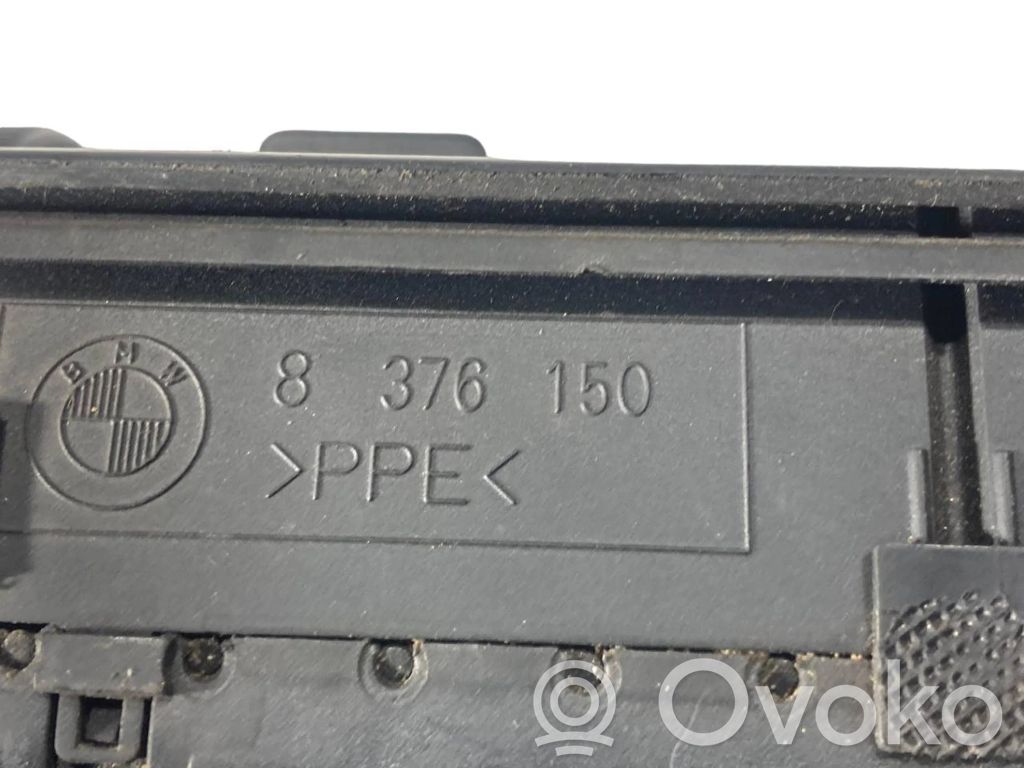 BMW
8 376 150
>PPE<
Ovoko